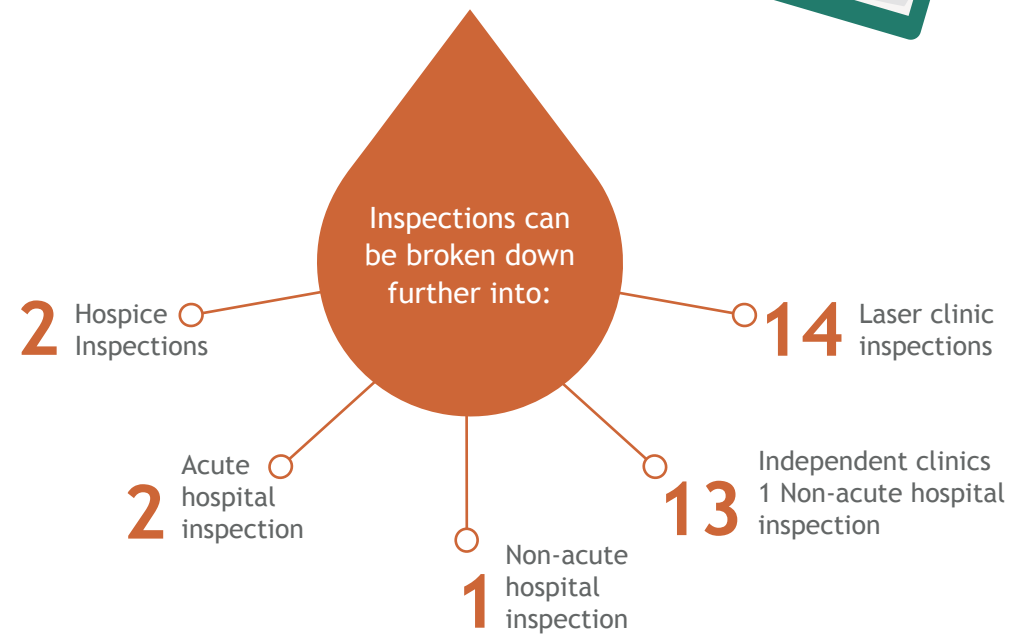 Inspections can
be broken down
further into:
2 Hospice
Inspections
2 Acute
hospital
inspection
1 Non-acute
hospital
inspection
13 Independent clinics
1 Non-acute hospital
inspection
14 Laser clinic
inspections